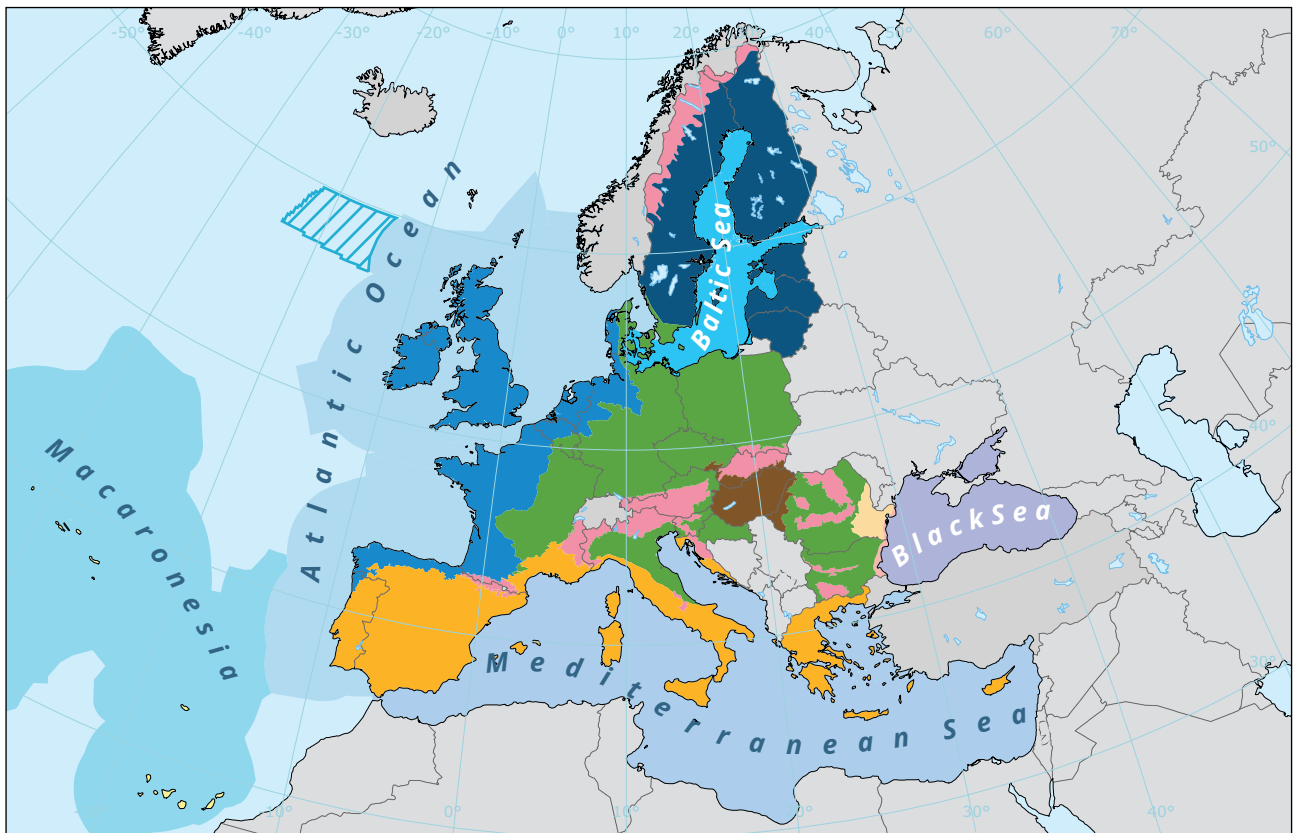 -50° -40° -30° -20° -10° 0° 10° 20° 30° 40° 50° 60° 70°
50°
40°
30°
Atlantic Ocean
Macaronesia
Baltic Sea
Black Sea
Mediterranean Sea
-10° 0° 10° 20° 30° 40°